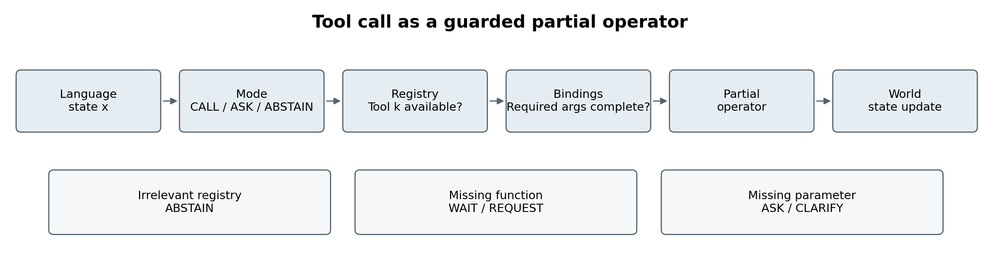 Tool call as a guarded partial operator
Language
state x
Mode
CALL / ASK / ABSTAIN
Registry
Tool k available?
Bindings
Required args complete?
Partial
operator
World
state update
Irrelevant registry
ABSTAIN
Missing function
WAIT / REQUEST
Missing parameter
ASK / CLARIFY